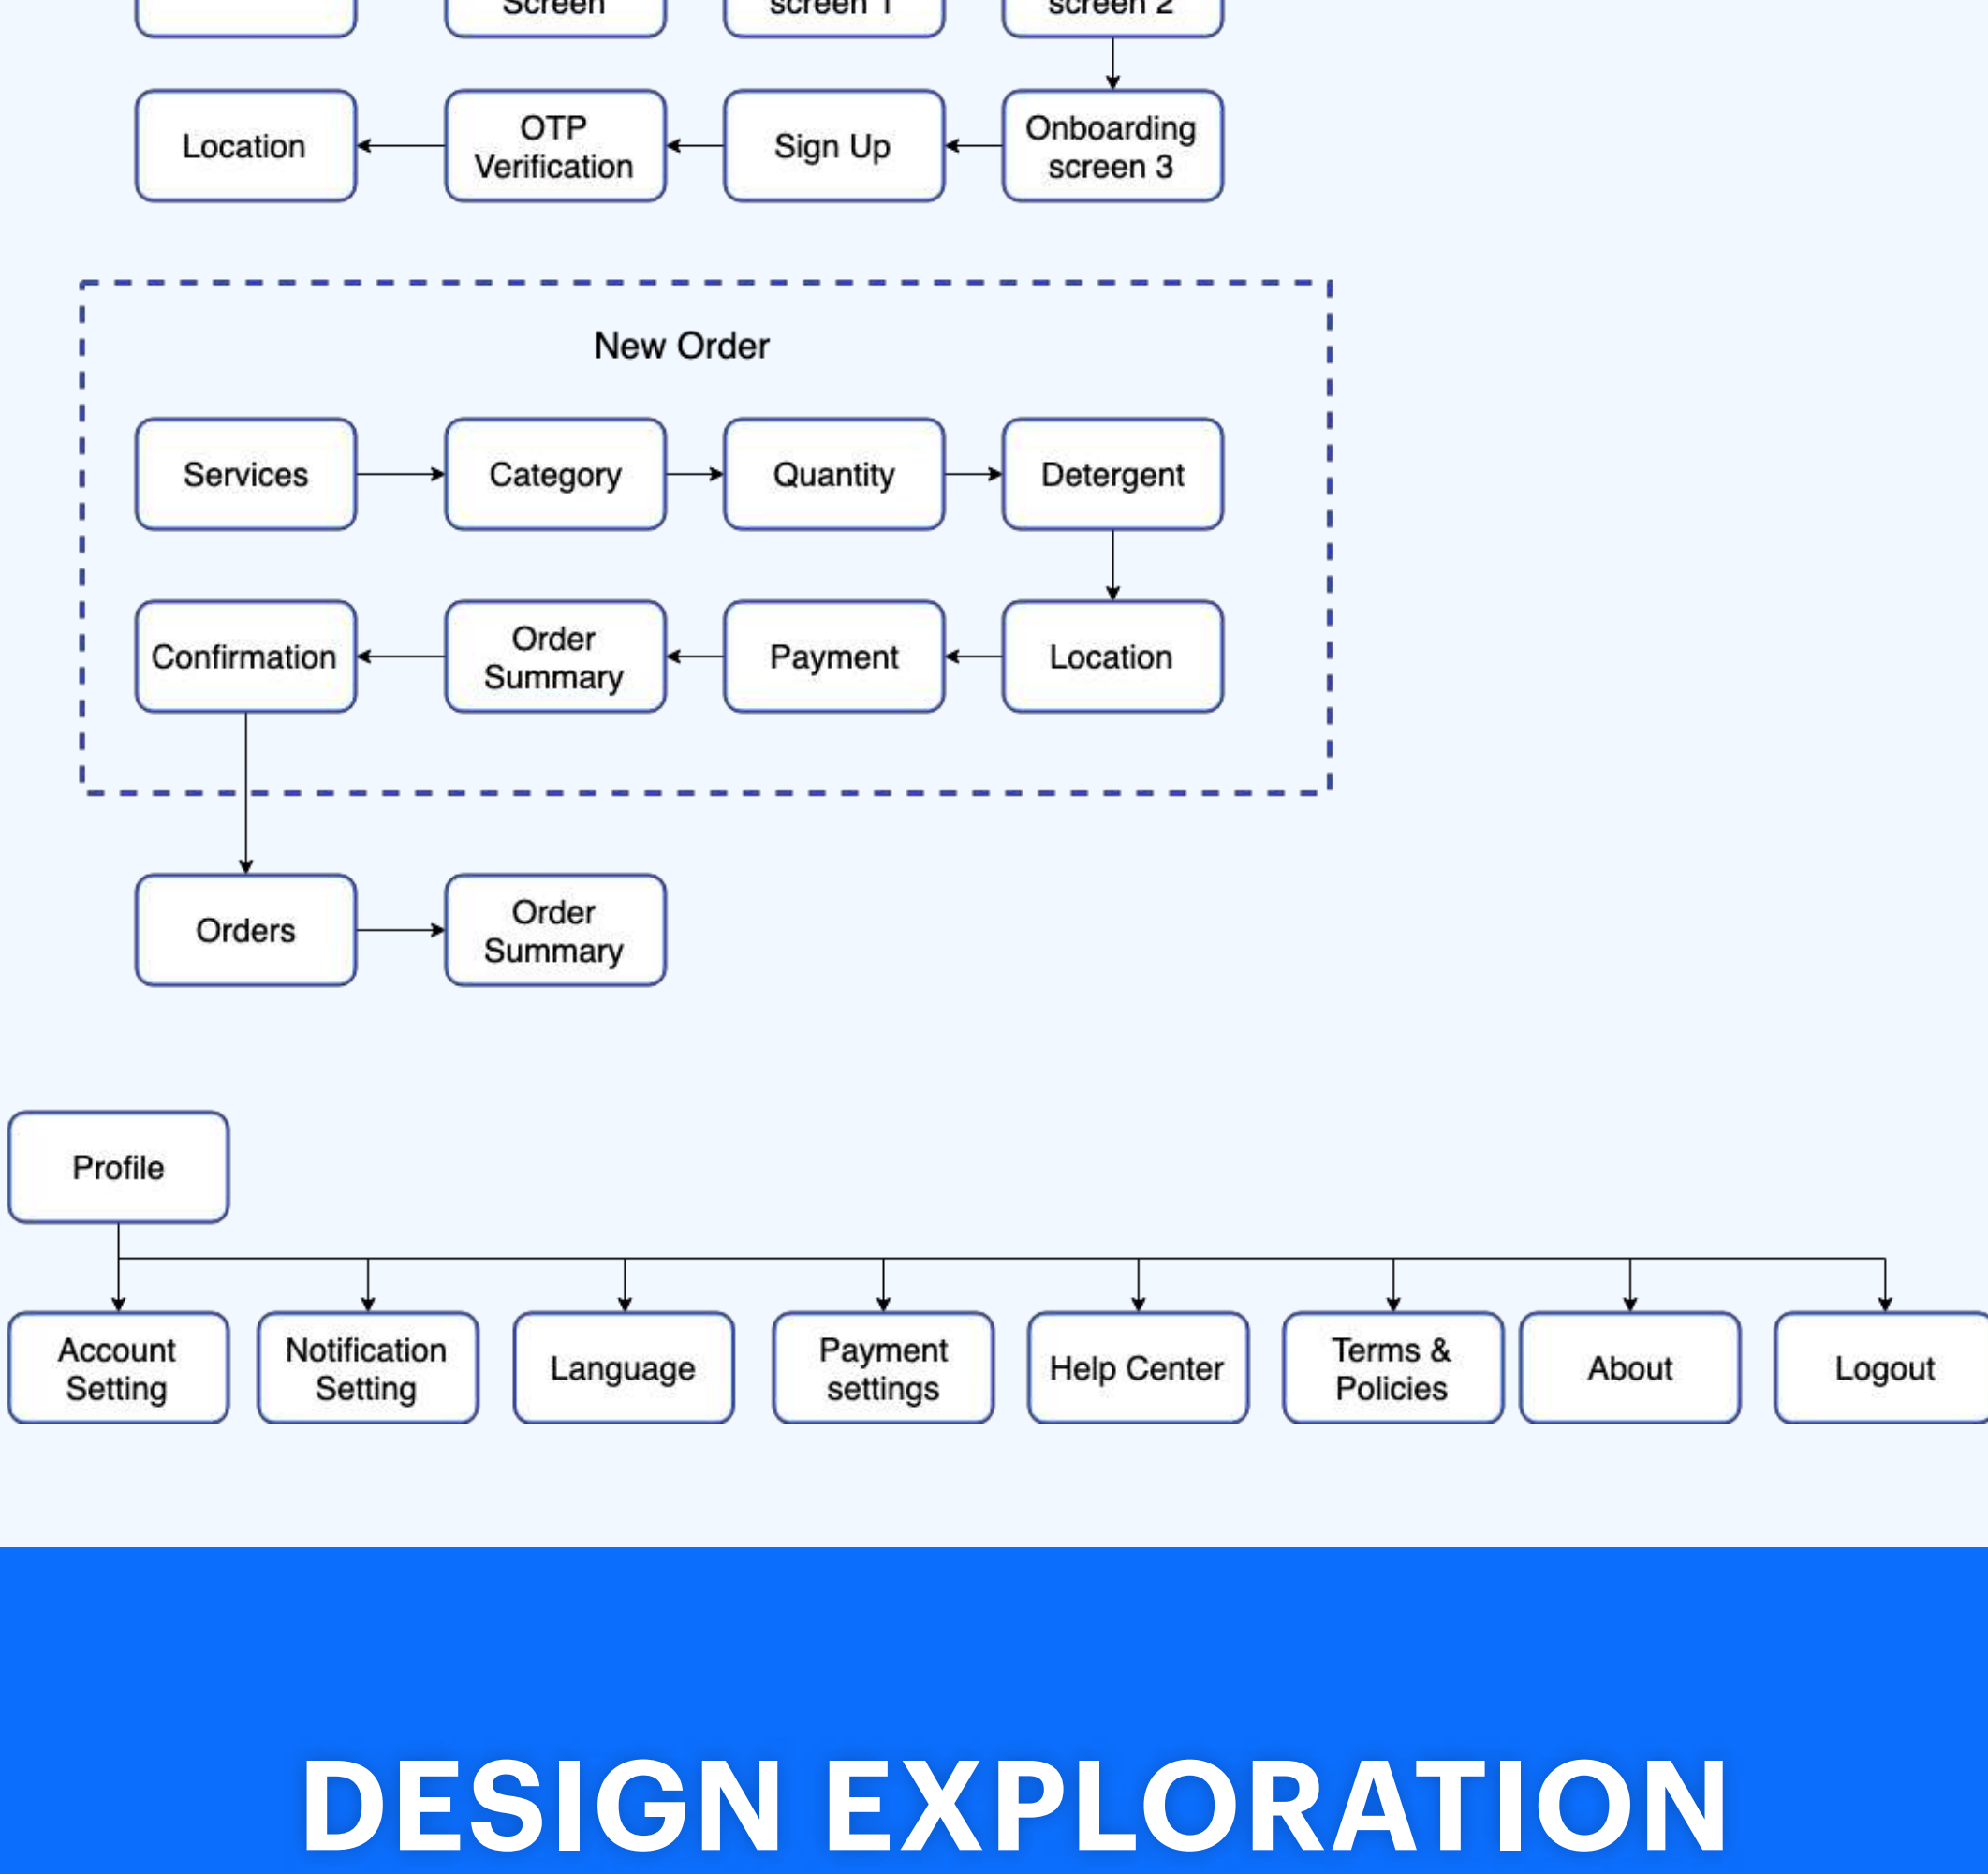 Screen
screen 1
screen 2
Location
OTP
Verification
Sign Up
Onboarding
screen 3
New Order
Services
Category
Quantity
Detergent
Confirmation
Order
Summary
Payment
Location
Orders
Order
Summary
Profile
Account
Setting
Notification
Setting
Language
Payment
settings
Help Center
Terms &
Policies
About
Logout
DESIGN EXPLORATION